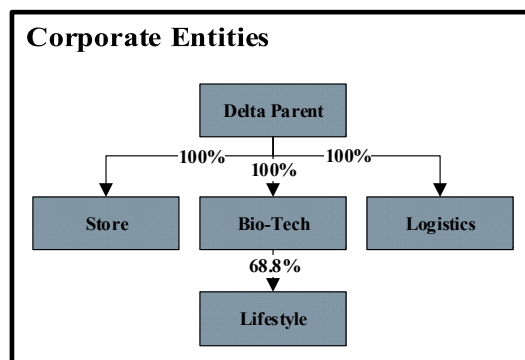 Corporate Entities
Delta Parent
100%
100%
100%
Store
Bio-Tech
Logistics
68.8%
Lifestyle